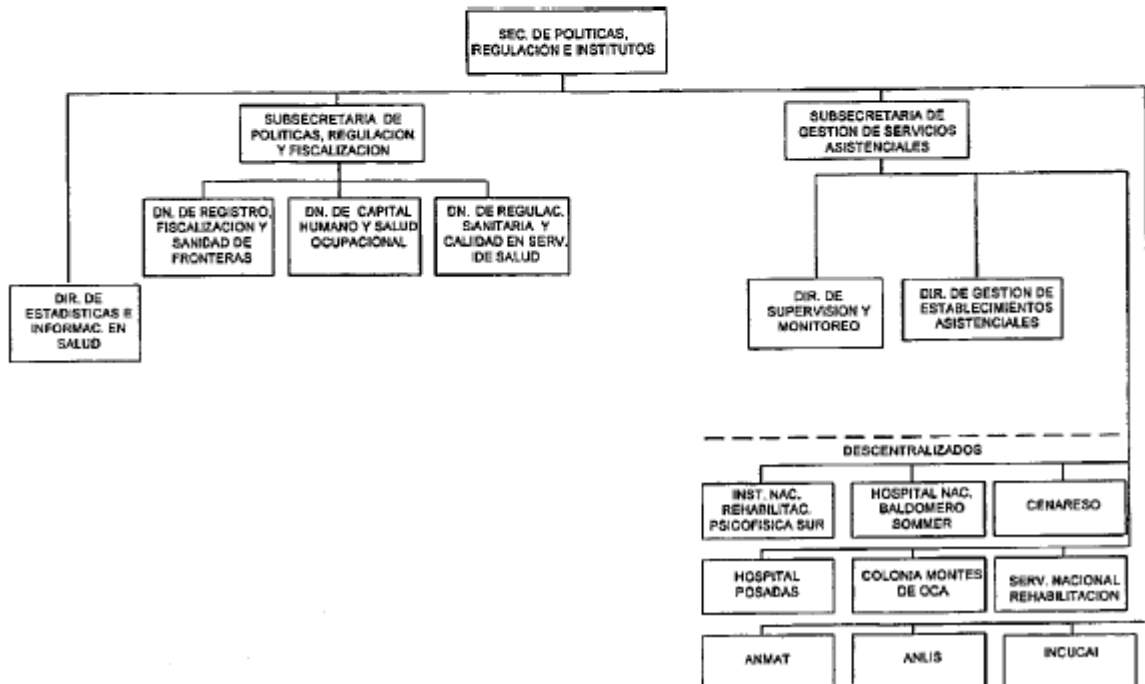 SEC. DE POLITICAS,
REGULACIÓN E INSTITUTOS
SUBSECRETARIA DE
POLITICAS, REGULACION
Y FISCALIZACION
SUBSECRETARIA DE
GESTION DE SERVICIOS
ASISTENCIALES
DN. DE REGISTRO,
FISCALIZACION Y
SANIDAD DE
FRONTERAS
DN. DE CAPITAL
HUMANO Y SALUD
OCUPACIONAL
DN. DE REGULAC.
SANITARIA Y
CALIDAD EN SERV.
DE SALUD
DIR. DE
ESTADISTICAS E
INFORMAC. EN
SALUD
DIR. DE
SUPERVISION Y
MONITOREO
DIR. DE GESTION DE
ESTABLECIMIENTOS
ASISTENCIALES
DESCENTRALIZADOS
INST. NAC.
REHABILITAC.
PSICOFISICA SUR
HOSPITAL NAC.
BALDOMERO
SOMMER
CENARESO
HOSPITAL
POSADAS
COLONIA MONTES
DE OCA
SERV. NACIONAL
REHABILITACION
ANMAT
ANLIS
INCUCAI